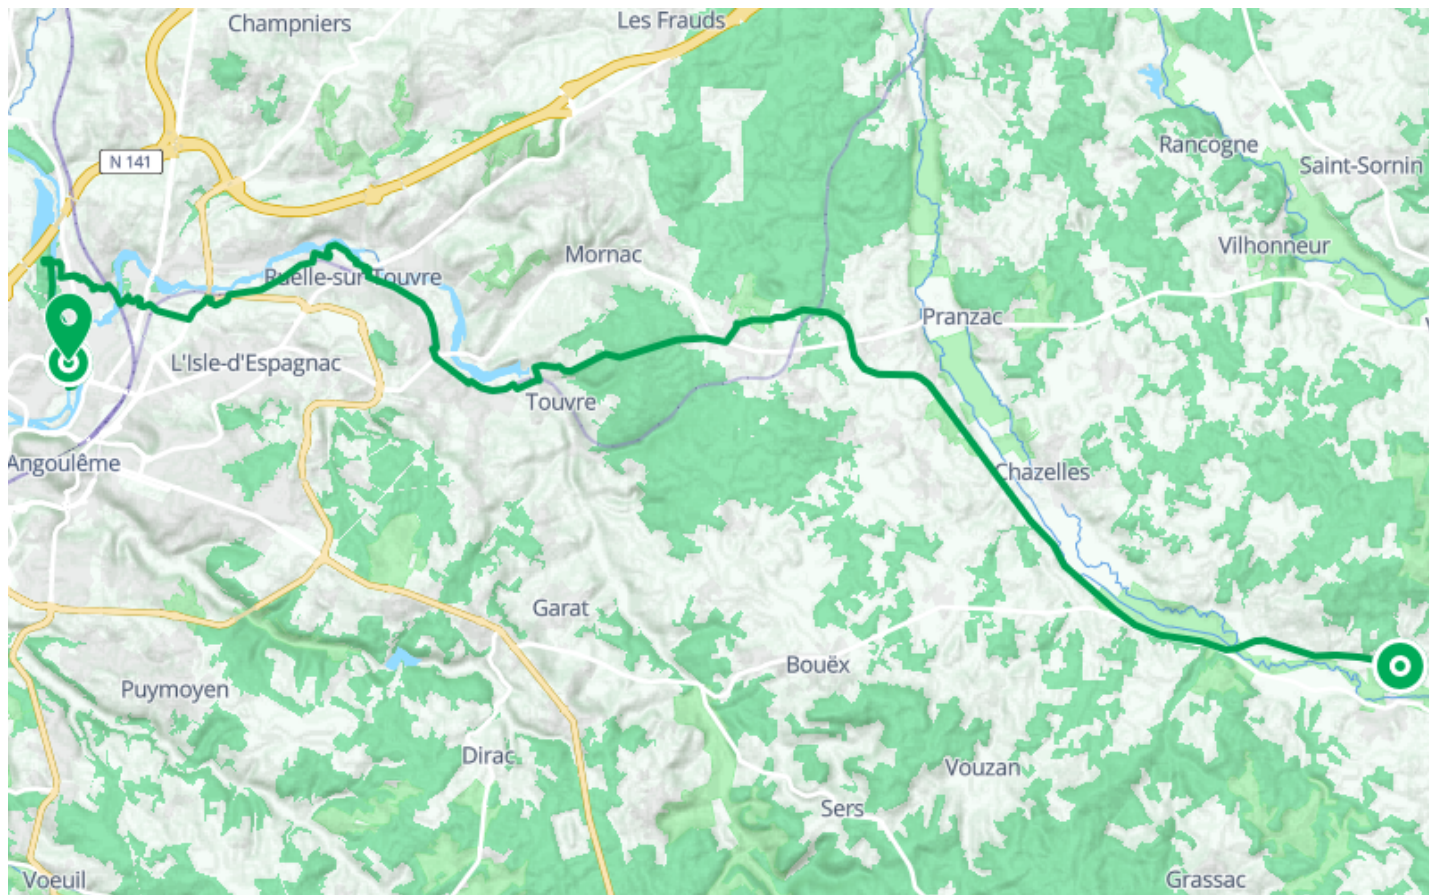 Champniers
Les Frauds
N 141
Rancogne
Saint-Sornin
Vilhonneur
Mornac
Ruelle-sur-Touvre
Pranzac
L'Isle-d'Espagnac
Touvre
Angoulême
Chazelles
Garat
Bouëx
Puymoyen
Dirac
Vouzan
Sers
Voeuil
Grassac